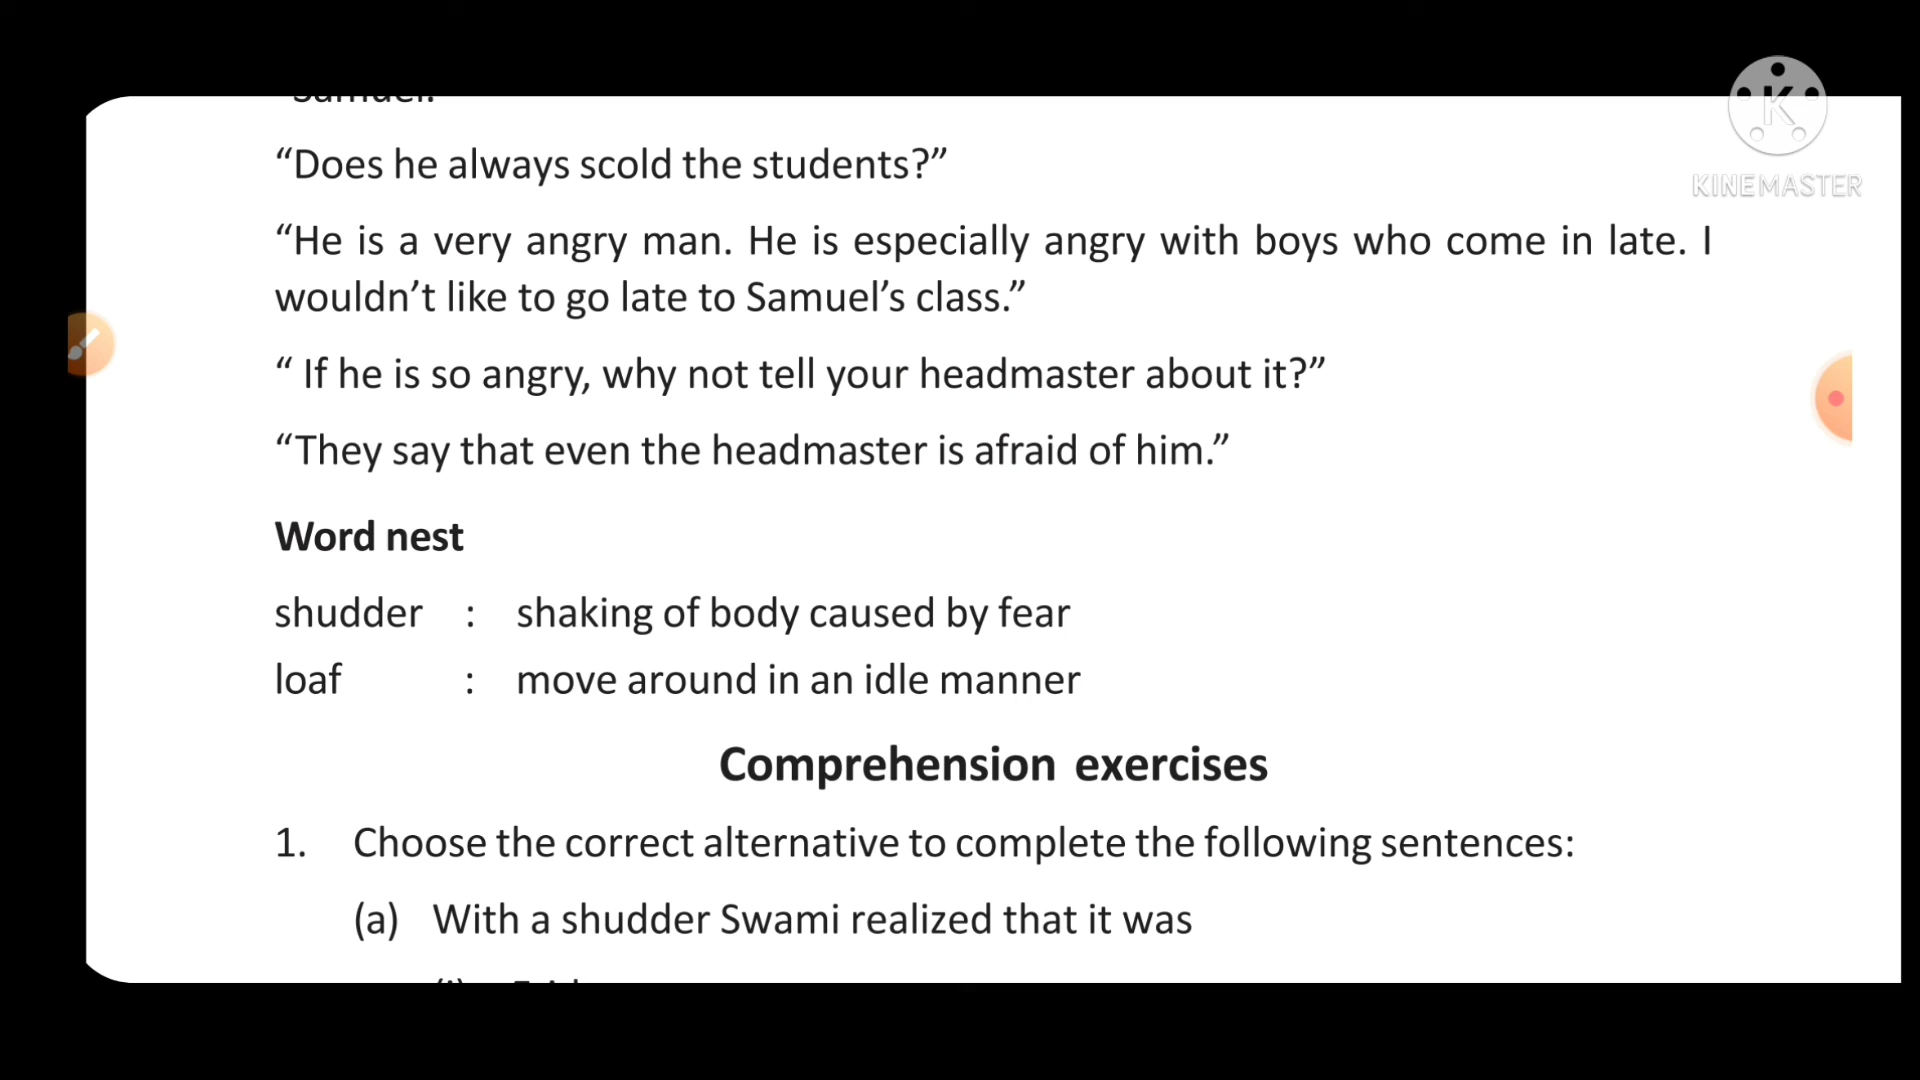 Samuel.
“Does he always scold the students?”
“He is a very angry man. He is especially angry with boys who come in late. I
wouldn’t like to go late to Samuel’s class.”
“ If he is so angry, why not tell your headmaster about it?”
“They say that even the headmaster is afraid of him.”
Word nest
shudder : shaking of body caused by fear
loaf : move around in an idle manner
Comprehension exercises
1. Choose the correct alternative to complete the following sentences:
(a) With a shudder Swami realized that it was
K
KINEMASTER